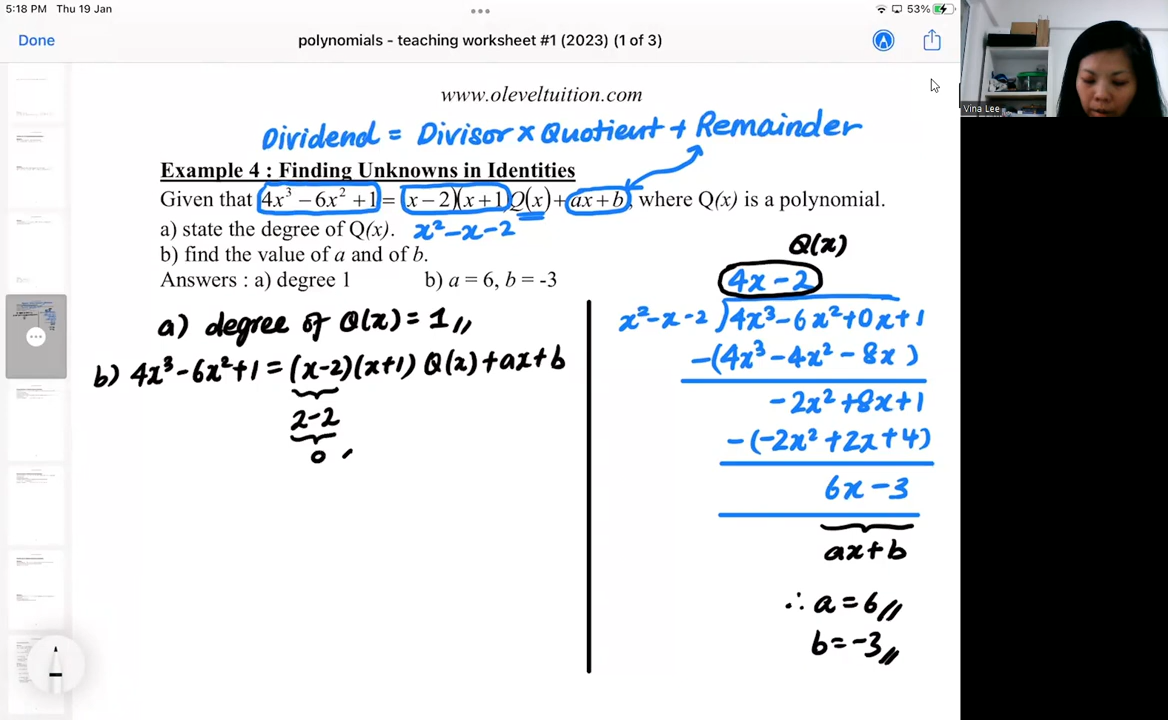 5:18 PM Thu 19 Jan
53%
Done
polynomials - teaching worksheet #1 (2023) (1 of 3)
Vina Lee
www.oleveltuition.com
Dividend = Divisor × Quotient + Remainder
Example 4 : Finding Unknowns in Identities
Given that 4x³ − 6x² + 1 = (x − 2)(x + 1)Q(x) + ax + b, where Q(x) is a polynomial.
a) state the degree of Q(x). x² − x − 2
b) find the value of a and of b.
Answers : a) degree 1 b) a = 6, b = -3
a) degree of Q(x) = 1
b) 4x³ − 6x² + 1 = (x−2)(x+1) Q(x) + ax + b
2−2
0
Q(x)
4x − 2
x² − x − 2 ) 4x³ − 6x² + 0x + 1
−(4x³ − 4x² − 8x )
−2x² + 8x + 1
−(−2x² + 2x + 4)
6x − 3
ax + b
∴ a = 6
b = −3